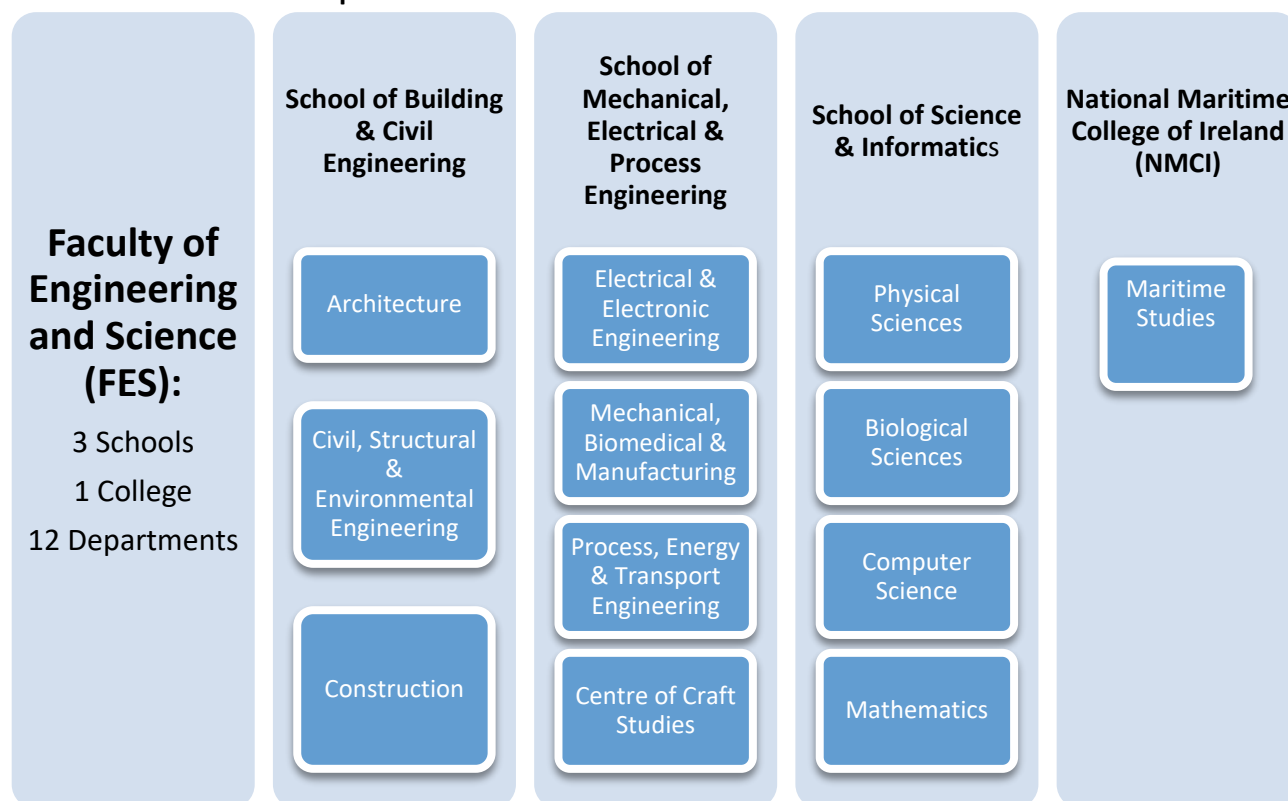 Faculty of
Engineering
and Science
(FES):
3 Schools
1 College
12 Departments
School of Building
& Civil
Engineering
Architecture
Civil, Structural
&
Environmental
Engineering
Construction
School of
Mechanical,
Electrical &
Process
Engineering
Electrical &
Electronic
Engineering
Mechanical,
Biomedical &
Manufacturing
Process, Energy
& Transport
Engineering
Centre of Craft
Studies
School of Science
& Informatics
Physical
Sciences
Biological
Sciences
Computer
Science
Mathematics
National Maritime
College of Ireland
(NMCI)
Maritime
Studies